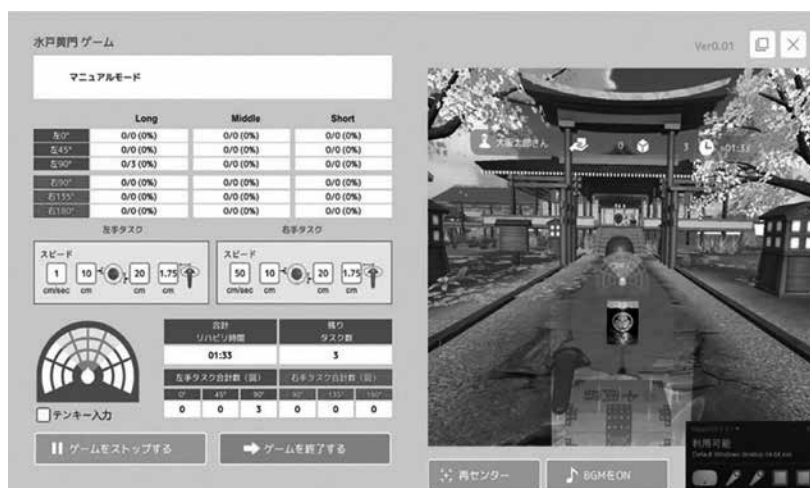 水戸黄門 ゲーム
Ver0.01
マニュアルモード
Long Middle Short
左0° 0/0 (0%) 0/0 (0%) 0/0 (0%)
左45° 0/0 (0%) 0/0 (0%) 0/0 (0%)
左90° 0/3 (0%) 0/0 (0%) 0/0 (0%)
右90° 0/0 (0%) 0/0 (0%) 0/0 (0%)
右135° 0/0 (0%) 0/0 (0%) 0/0 (0%)
右180° 0/0 (0%) 0/0 (0%) 0/0 (0%)
左手タスク 右手タスク
スピード スピード
1 10 20 1.75 50 10 20 1.75
cm/sec cm cm cm/sec cm cm
合計 残り
リハビリ時間 タスク数
01:33 3
左手タスク合計数（回） 右手タスク合計数（回）
0° 45° 90° 90° 135° 180°
0 0 3 0 0 0
テンキー入力
ゲームをストップする ゲームを終了する
大阪太郎さん 0 3 01:33
再センター BGMをON
利用可能